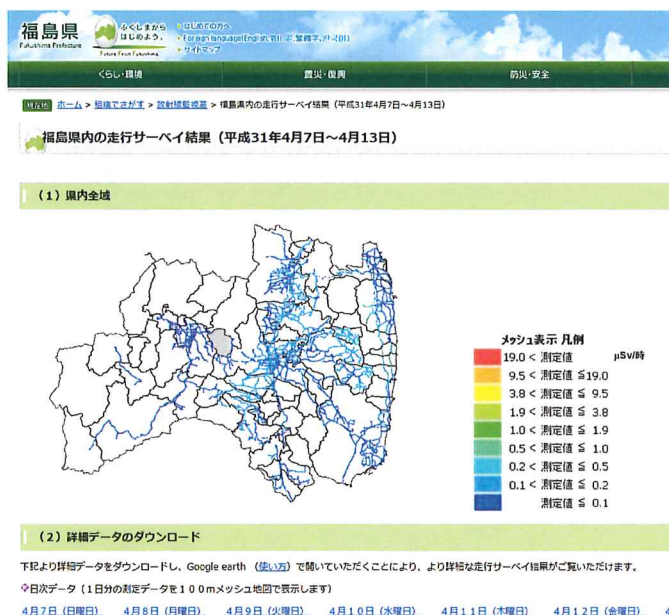 福島県
Fukushima Prefecture
ふくしまから
はじめよう。
Future From Fukushima.
はじめての方へ
サイトマップ
くらし・環境
震災・復興
防災・安全
現在地 ホーム > 組織でさがす > 放射線監視室 > 福島県内の走行サーベイ結果(平成31年4月7日~4月13日)
福島県内の走行サーベイ結果(平成31年4月7日~4月13日)
(1)県内全域
メッシュ表示 凡例
μSv/時
19.0 < 測定値
9.5 < 測定値 ≦19.0
3.8 < 測定値 ≦ 9.5
1.9 < 測定値 ≦ 3.8
1.0 < 測定値 ≦ 1.9
0.5 < 測定値 ≦ 1.0
0.2 < 測定値 ≦ 0.5
0.1 < 測定値 ≦ 0.2
測定値 ≦ 0.1
(2)詳細データのダウンロード
下記より詳細データをダウンロードし、Google earth (使い方)で開いていただくことにより、より詳細な走行サーベイ結果がご覧いただけます。
❖日次データ(1日分の測定データを100mメッシュ地図で表示します)
4月7日(日曜日) 4月8日(月曜日) 4月9日(火曜日) 4月10日(水曜日) 4月11日(木曜日) 4月12日(金曜日)